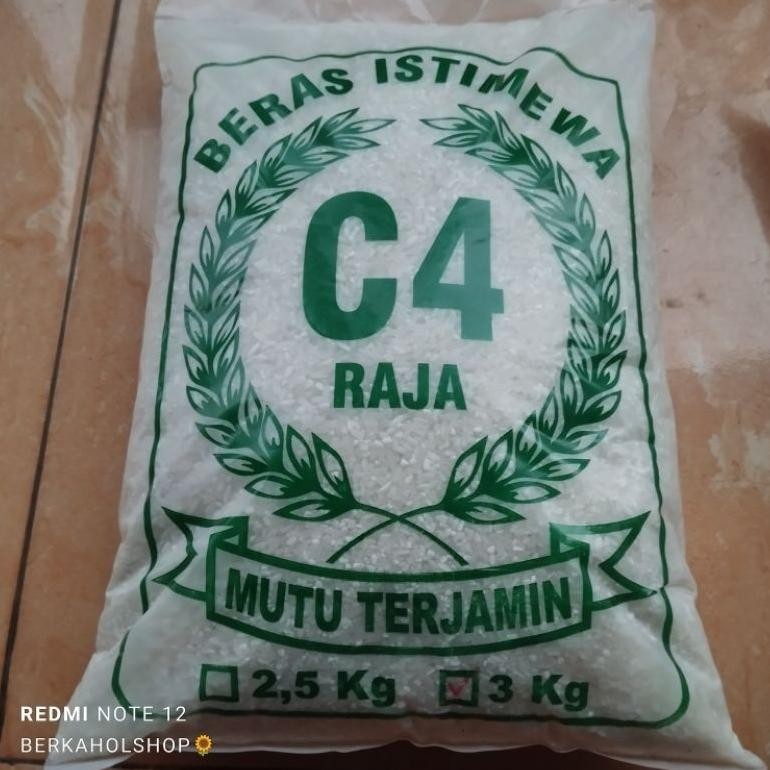 BERAS ISTIMEWA
C4
RAJA
MUTU TERJAMIN
2,5 Kg 3 Kg
REDMI NOTE 12
BERKAHOLSHOP🌻